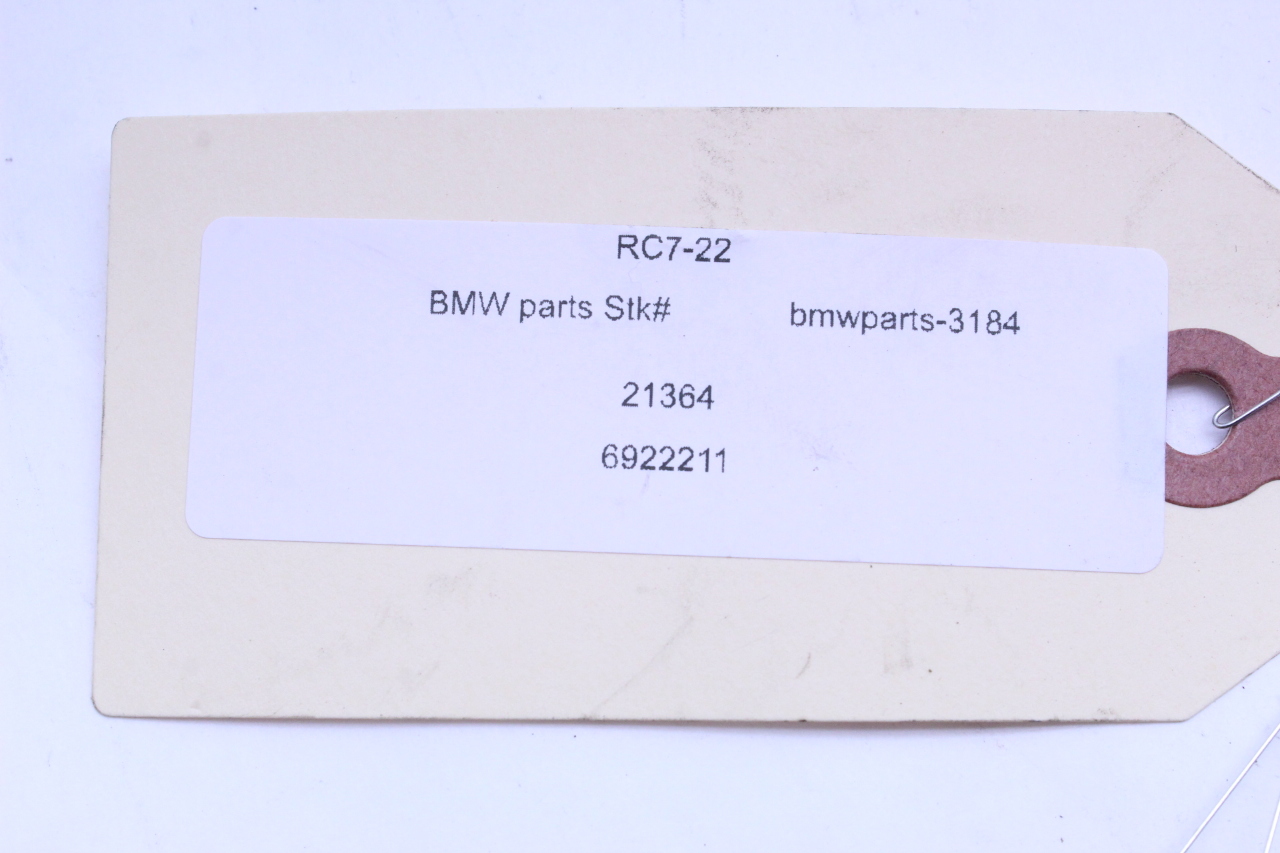 RC7-22
BMW parts Stk# bmwparts-3184
21364
6922211